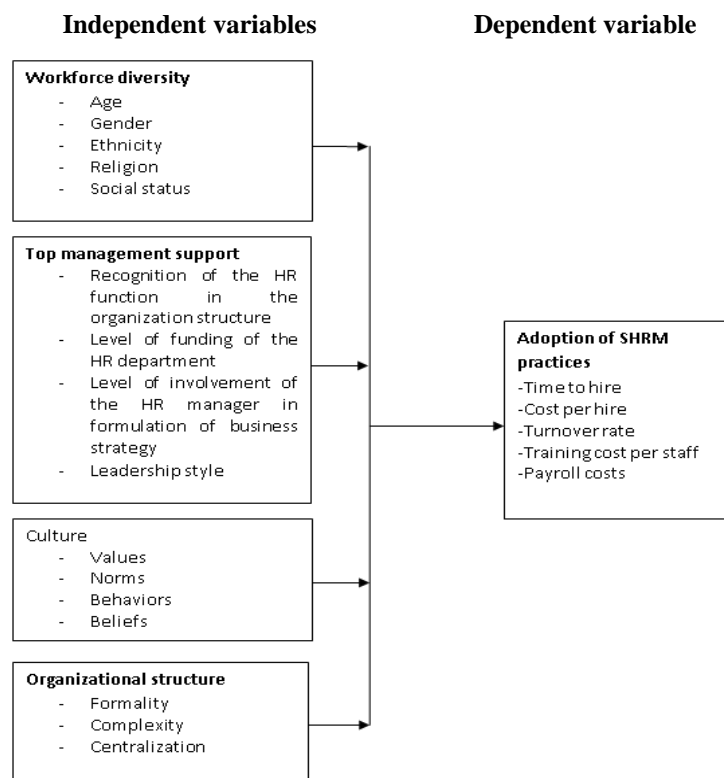 Independent variables
Dependent variable
Workforce diversity
- Age
- Gender
- Ethnicity
- Religion
- Social status
Top management support
- Recognition of the HR
function in the
organization structure
- Level of funding of the
HR department
- Level of involvement of
the HR manager in
formulation of business
strategy
- Leadership style
Culture
- Values
- Norms
- Behaviors
- Beliefs
Organizational structure
- Formality
- Complexity
- Centralization
Adoption of SHRM
practices
-Time to hire
-Cost per hire
-Turnover rate
-Training cost per staff
-Payroll costs